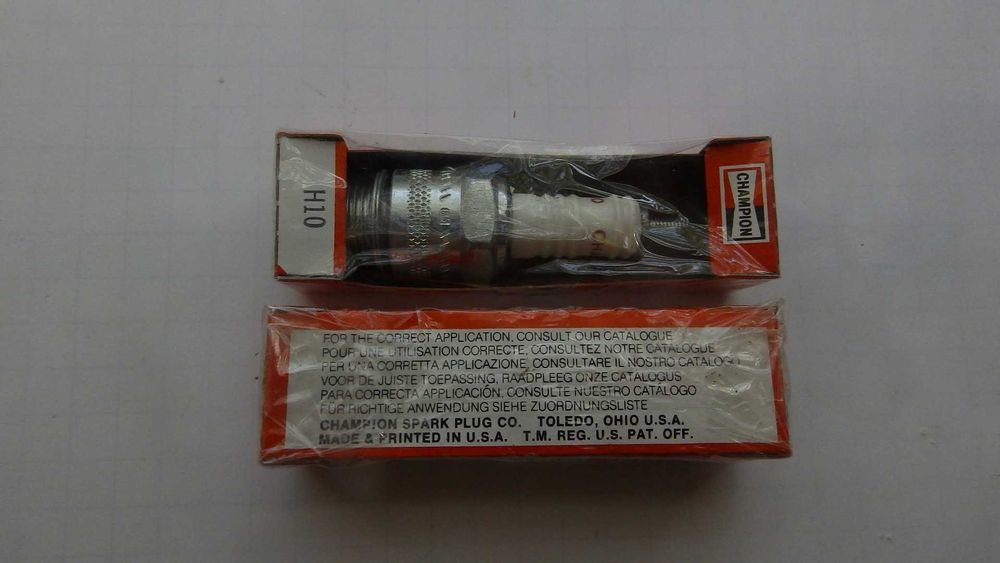 H10
CHAMPION
CH
FOR THE CORRECT APPLICATION, CONSULT OUR CATALOGUE
POUR UNE UTILISATION CORRECTE, CONSULTEZ NOTRE CATALOGUE
PER UNA CORRETTA APPLICAZIONE, CONSULTARE IL NOSTRO CATALOGO
VOOR DE JUISTE TOEPASSING, RAADPLEEG ONZE CATALOGUS
PARA CORRECTA APPLICACIÓN, CONSULTE NUESTRO CATÁLOGO
FÜR RICHTIGE ANWENDUNG SIEHE ZUORDNUNGSLISTE
CHAMPION SPARK PLUG CO. TOLEDO, OHIO U.S.A.
MADE & PRINTED IN U.S.A. T.M. REG. U.S. PAT. OFF.